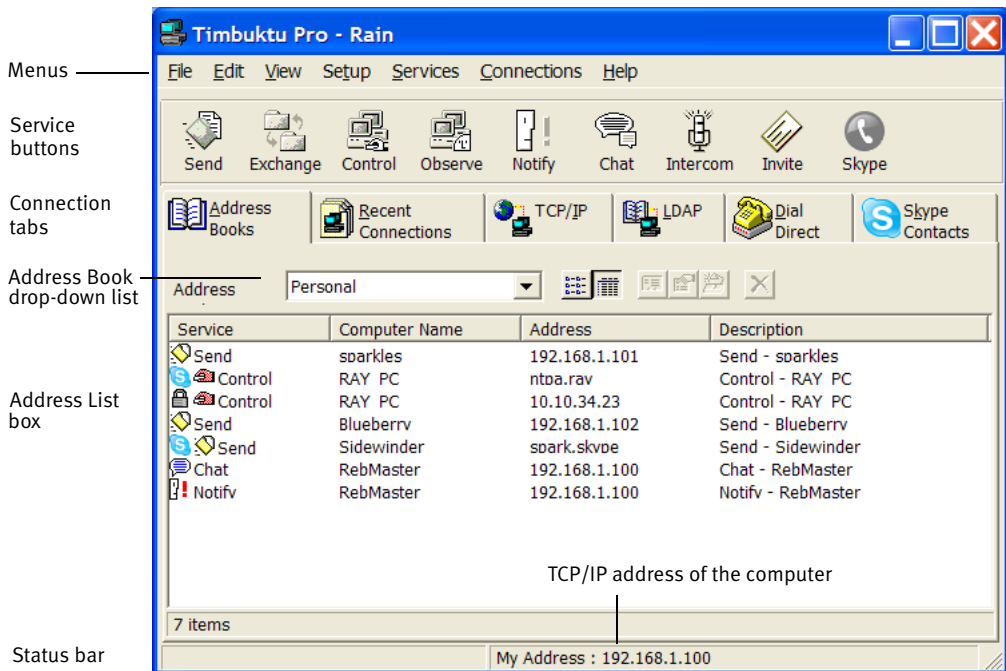 Timbuktu Pro - Rain
Menus
File Edit View Setup Services Connections Help
Service
buttons
Send Exchange Control Observe Notify Chat Intercom Invite Skype
Connection
tabs
Address
Books
Recent
Connections
TCP/IP
LDAP
Dial
Direct
Skype
Contacts
Address Book
drop-down list
Address
Personal
Service Computer Name Address Description
Send sparkles 192.168.1.101 Send - sparkles
Control RAY PC ntpa.ray Control - RAY PC
Control RAY PC 10.10.34.23 Control - RAY PC
Address List
box
Send Blueberry 192.168.1.102 Send - Blueberry
Send Sidewinder spark.skype Send - Sidewinder
Chat RebMaster 192.168.1.100 Chat - RebMaster
Notify RebMaster 192.168.1.100 Notify - RebMaster
TCP/IP address of the computer
7 items
Status bar
My Address : 192.168.1.100